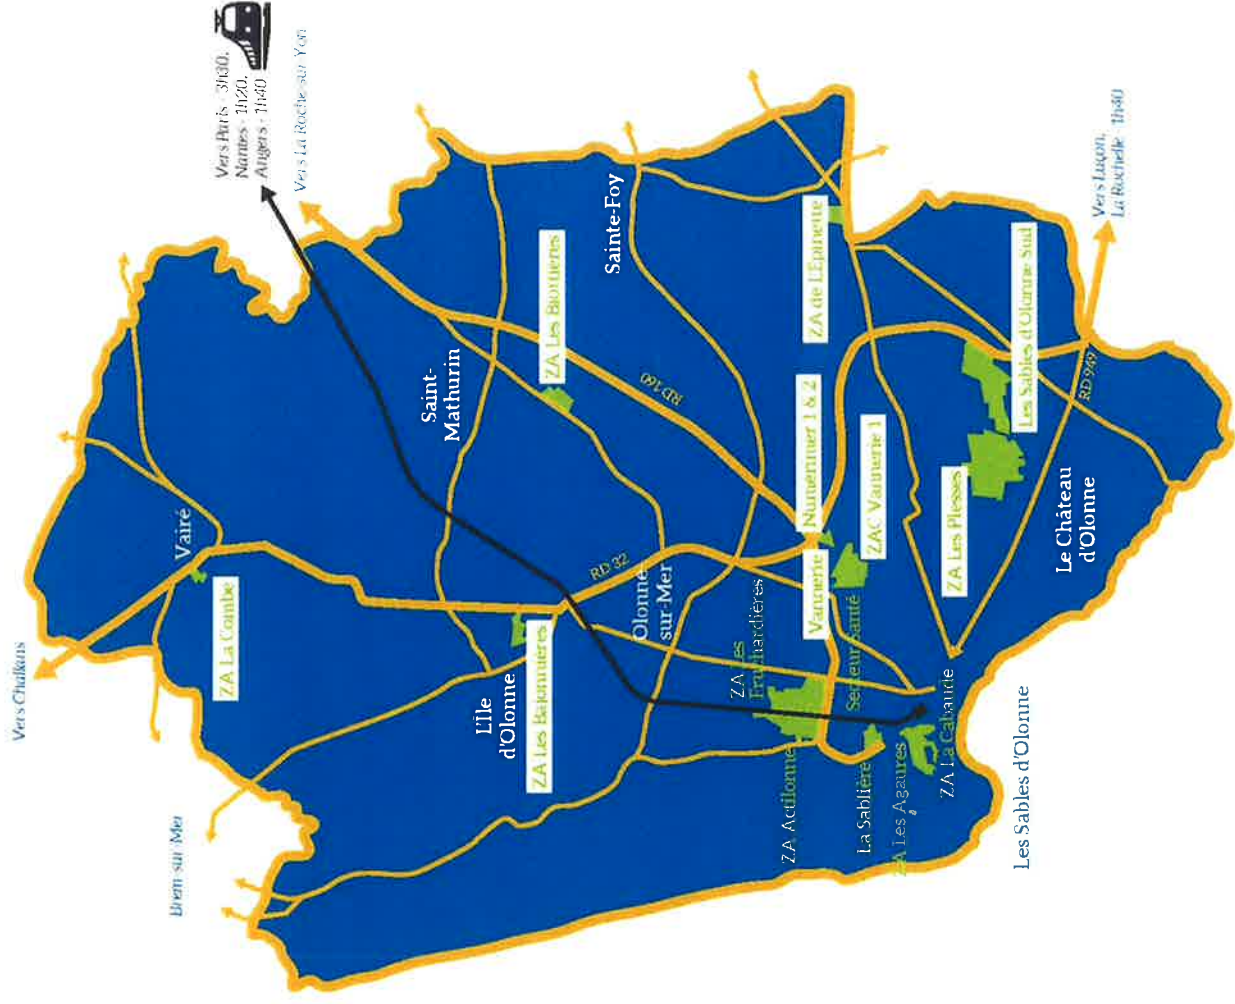 Vers Challans
Brem-sur-Mer
Vers Paris - 3h30,
Nantes - 1h20,
Angers - 1h40
Vers La Roche-sur-Yon
Vairé
ZA La Combe
Saint-
Mathurin
ZA Les Biottières
Sainte-Foy
RD 160
RD 32
L'Île
d'Olonne
ZA Les Bajonnières
Olonne-
sur-Mer
ZA Les
Fruchardières
ZA Actilonne
Vannerie
Numérimer 1 & 2
ZA de L'Epinette
ZAC Vannerie 1
Secteur Santé
La Sablière
ZA Les Agaures
ZA La Cabaude
ZA Les Plesses
Les Sables d'Olonne Sud
Le Château
d'Olonne
RD 949
Vers Luçon,
La Rochelle - 1h40
Les Sables d'Olonne